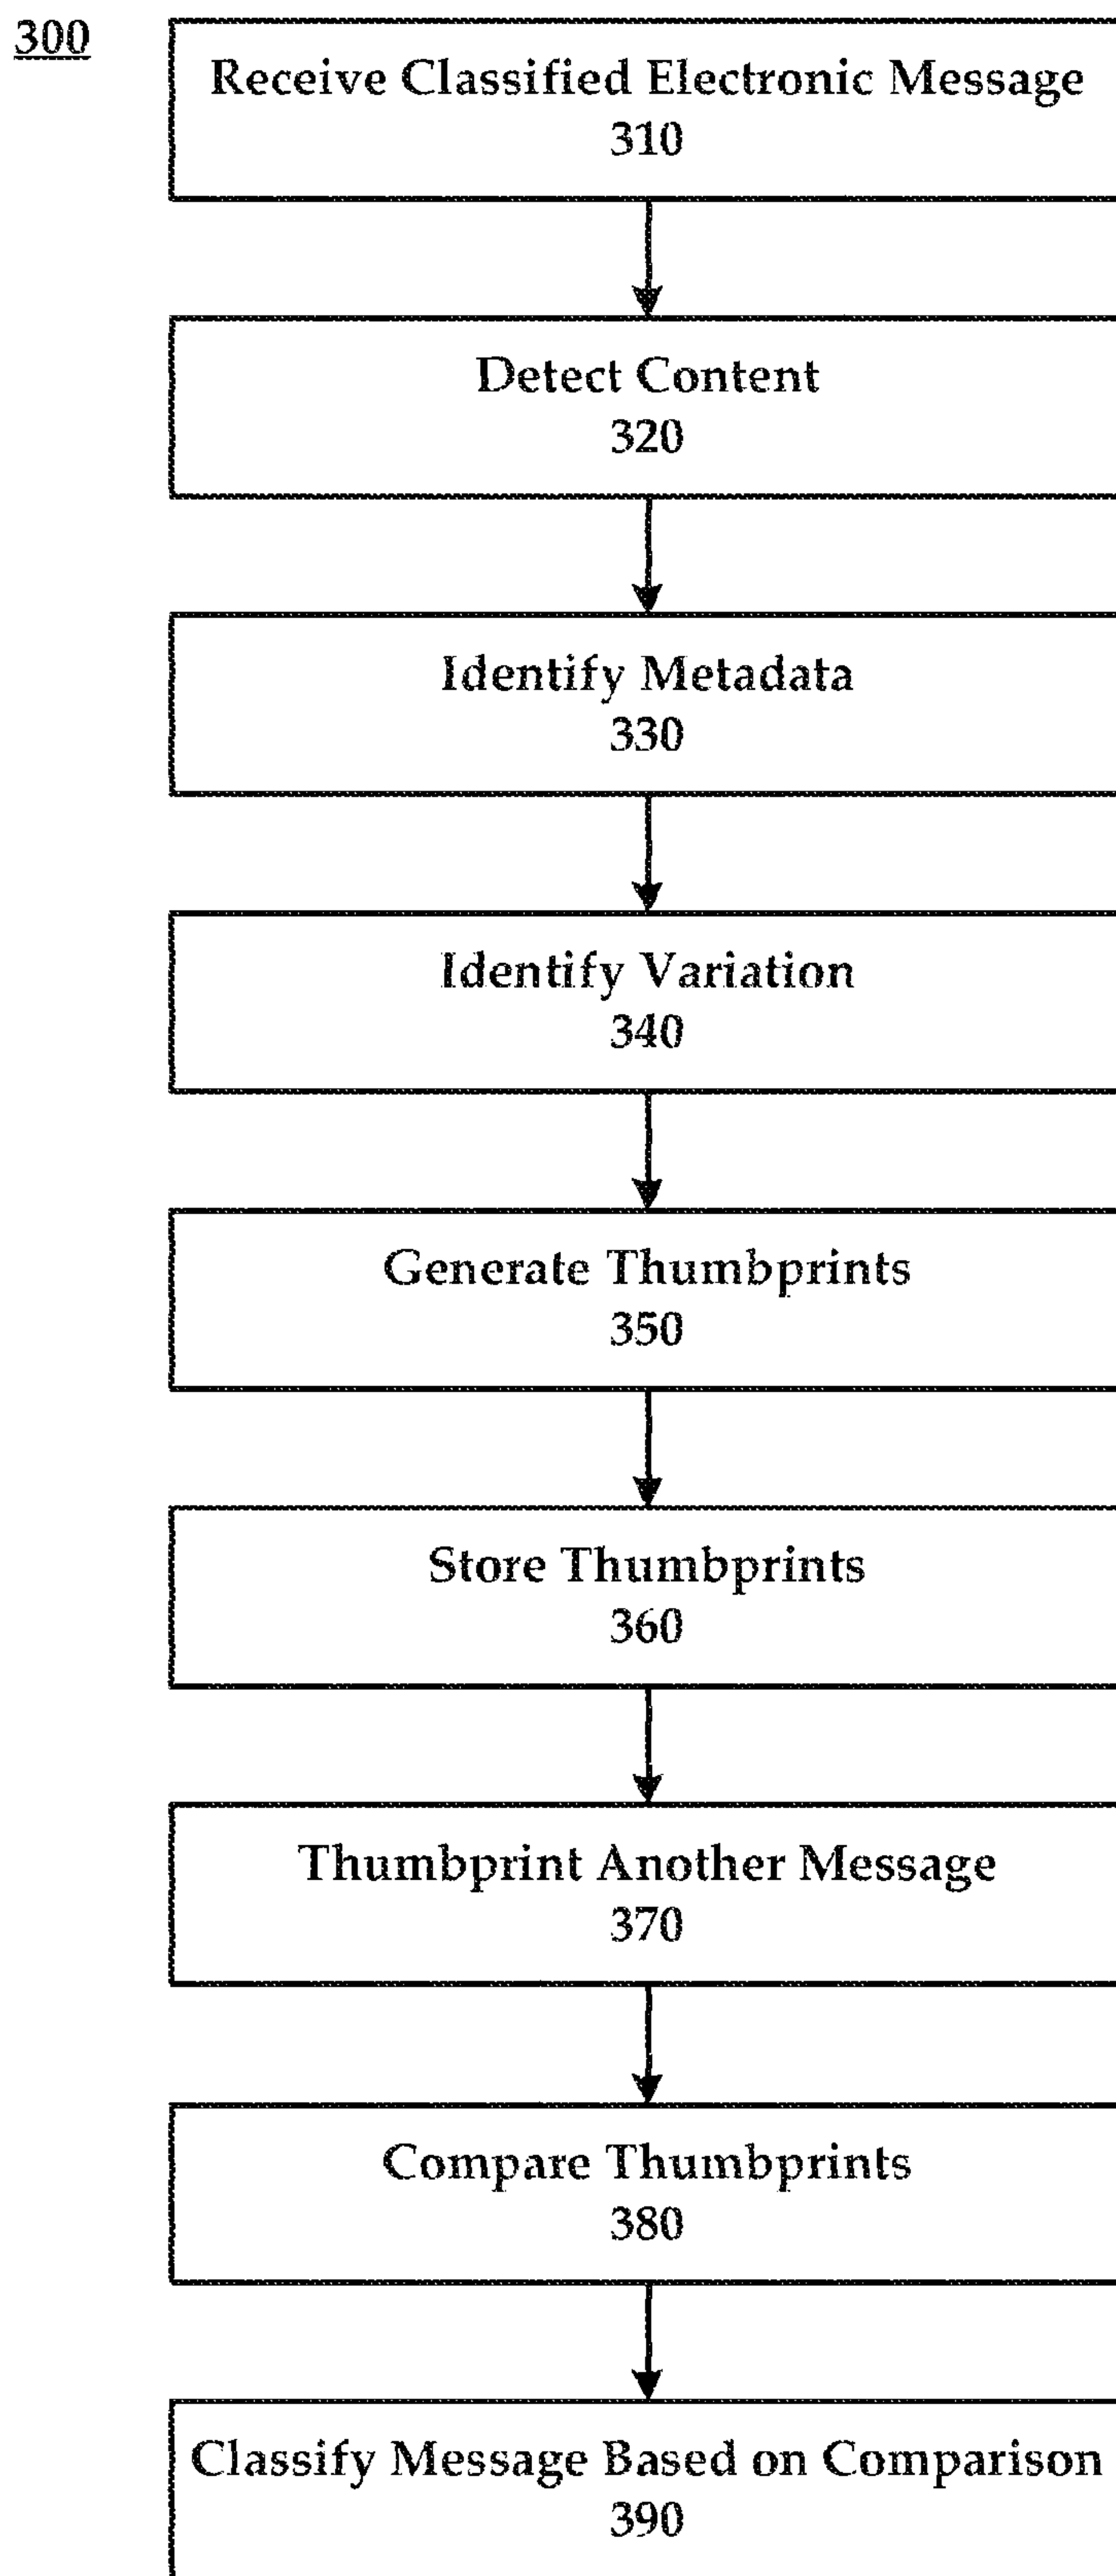 300
Receive Classified Electronic Message
310
Detect Content
320
Identify Metadata
330
Identify Variation
340
Generate Thumbprints
350
Store Thumbprints
360
Thumbprint Another Message
370
Compare Thumbprints
380
Classify Message Based on Comparison
390